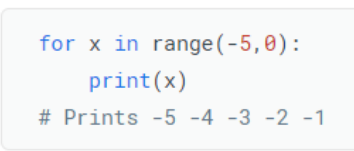 for x in range(-5,0):
    print(x)
# Prints -5 -4 -3 -2 -1